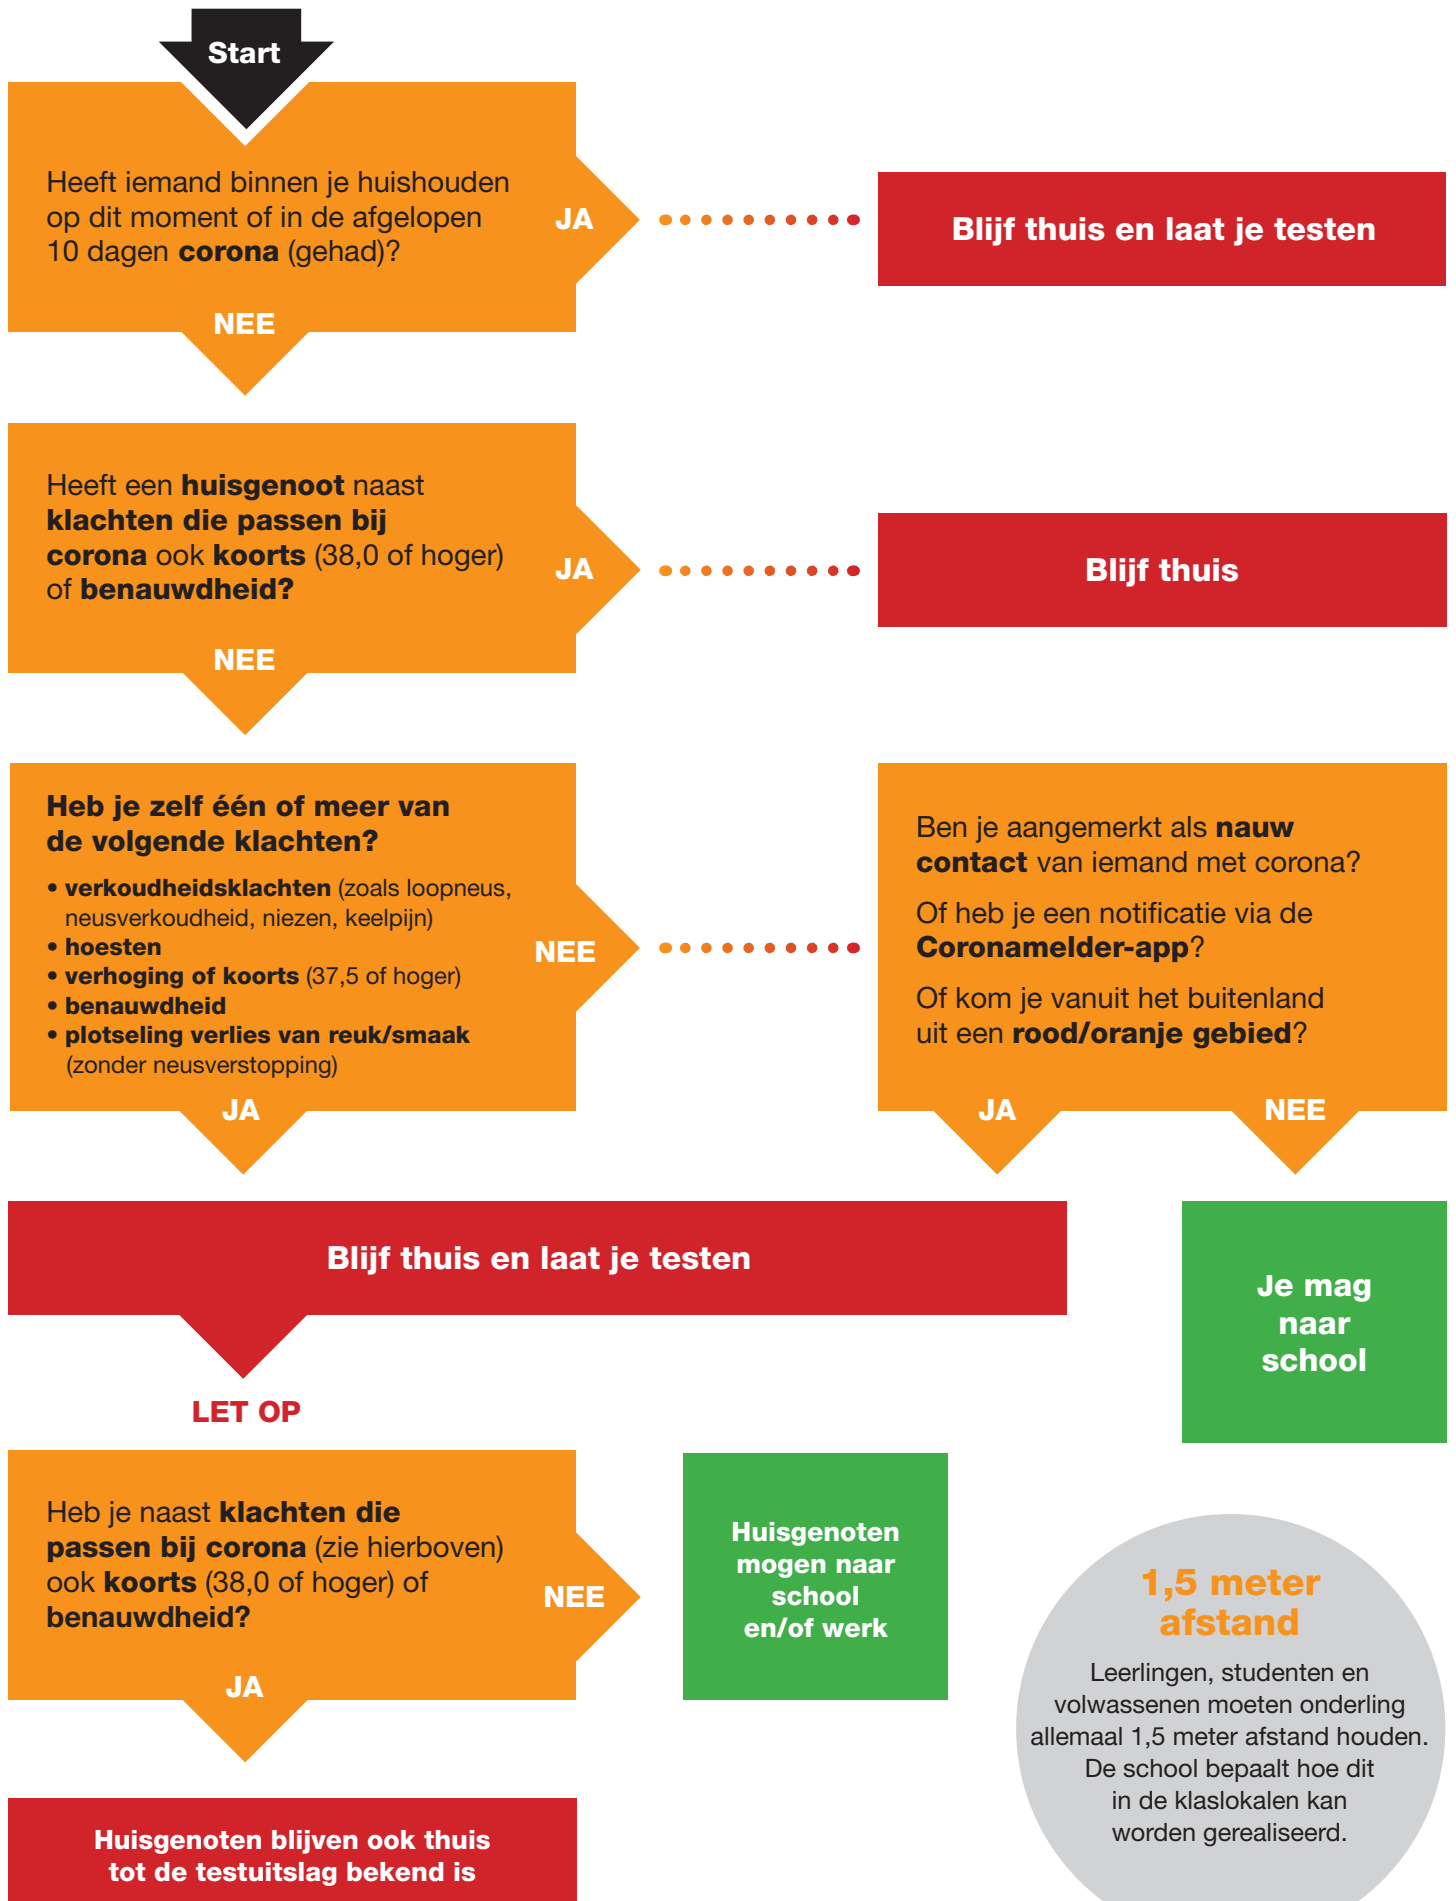 Start
Heeft iemand binnen je huishouden
op dit moment of in de afgelopen
10 dagen corona (gehad)?
JA
NEE
Blijf thuis en laat je testen
Heeft een huisgenoot naast
klachten die passen bij
corona ook koorts (38,0 of hoger)
of benauwdheid?
JA
NEE
Blijf thuis
Heb je zelf één of meer van
de volgende klachten?
• verkoudheidsklachten (zoals loopneus,
neusverkoudheid, niezen, keelpijn)
• hoesten
• verhoging of koorts (37,5 of hoger)
• benauwdheid
• plotseling verlies van reuk/smaak
(zonder neusverstopping)
NEE
JA
Ben je aangemerkt als nauw
contact van iemand met corona?
Of heb je een notificatie via de
Coronamelder-app?
Of kom je vanuit het buitenland
uit een rood/oranje gebied?
JA
NEE
Blijf thuis en laat je testen
Je mag
naar
school
LET OP
Heb je naast klachten die
passen bij corona (zie hierboven)
ook koorts (38,0 of hoger) of
benauwdheid?
NEE
JA
Huisgenoten
mogen naar
school
en/of werk
Huisgenoten blijven ook thuis
tot de testuitslag bekend is
1,5 meter
afstand
Leerlingen, studenten en
volwassenen moeten onderling
allemaal 1,5 meter afstand houden.
De school bepaalt hoe dit
in de klaslokalen kan
worden gerealiseerd.